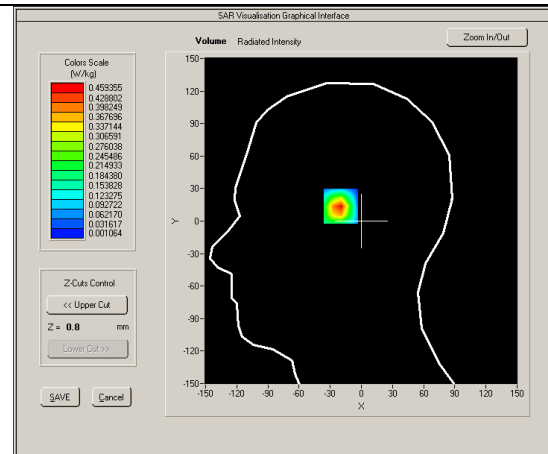 SAR Visualisation Graphical Interface
Volume Radiated Intensity
Zoom In/Out
Colors Scale
(W/kg)
0.459355
0.428802
0.398249
0.367696
0.337144
0.306591
0.276038
0.245486
0.214933
0.184380
0.153828
0.123275
0.092722
0.062170
0.031617
0.001064
Z-Cuts Control
<< Upper Cut
Z = 0.8 mm
Lower Cut >>
SAVE Cancel
150
120
90
60
30
Y 0
-30
-60
-90
-120
-150
-150 -120 -90 -60 -30 0 30 60 90 120 150
X